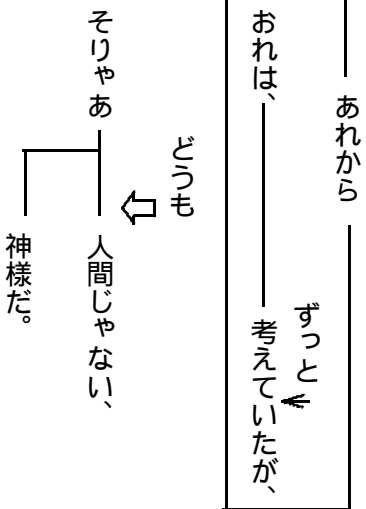 あれから
ずっと
おれは、
考えていたが、
どうも
そりゃあ
人間じゃない、
神様だ。